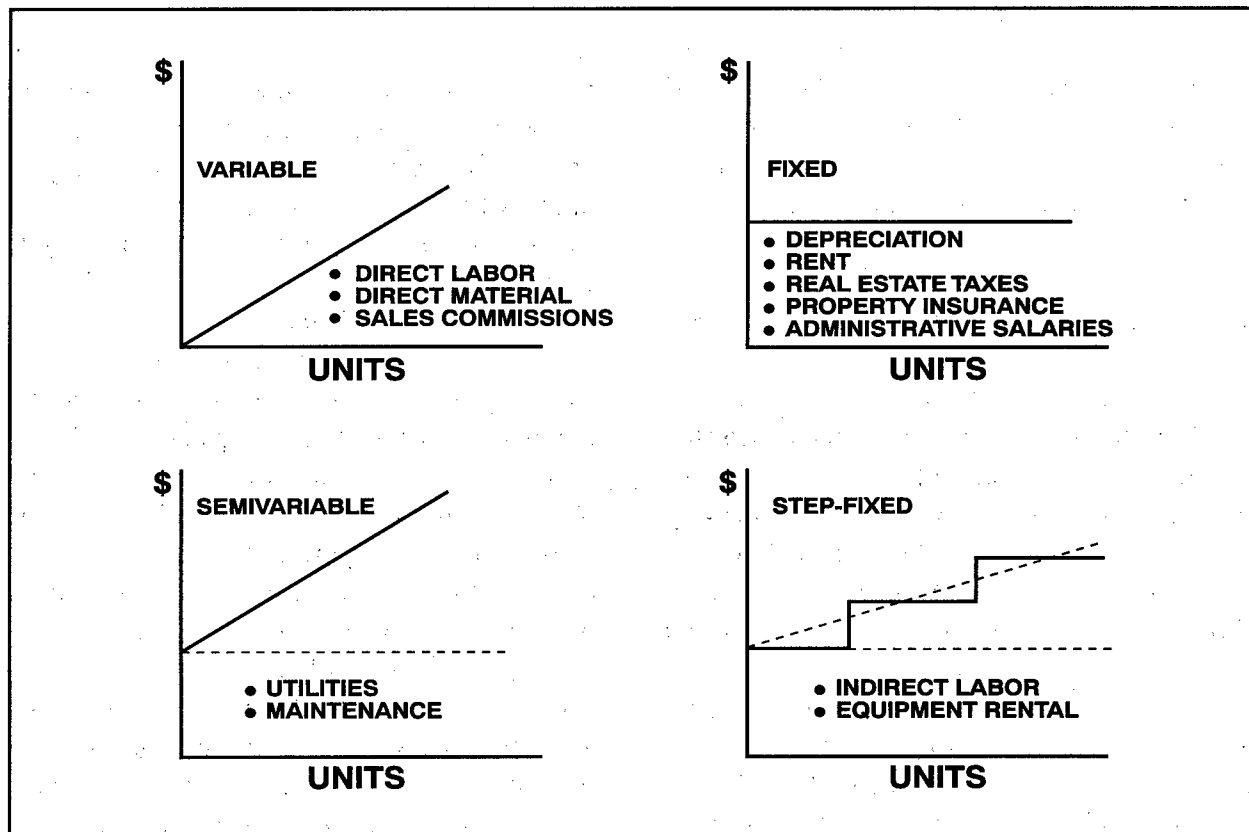 $
VARIABLE
● DIRECT LABOR
● DIRECT MATERIAL
● SALES COMMISSIONS
UNITS
$
FIXED
● DEPRECIATION
● RENT
● REAL ESTATE TAXES
● PROPERTY INSURANCE
● ADMINISTRATIVE SALARIES
UNITS
$
SEMIVARIABLE
● UTILITIES
● MAINTENANCE
UNITS
$
STEP-FIXED
● INDIRECT LABOR
● EQUIPMENT RENTAL
UNITS